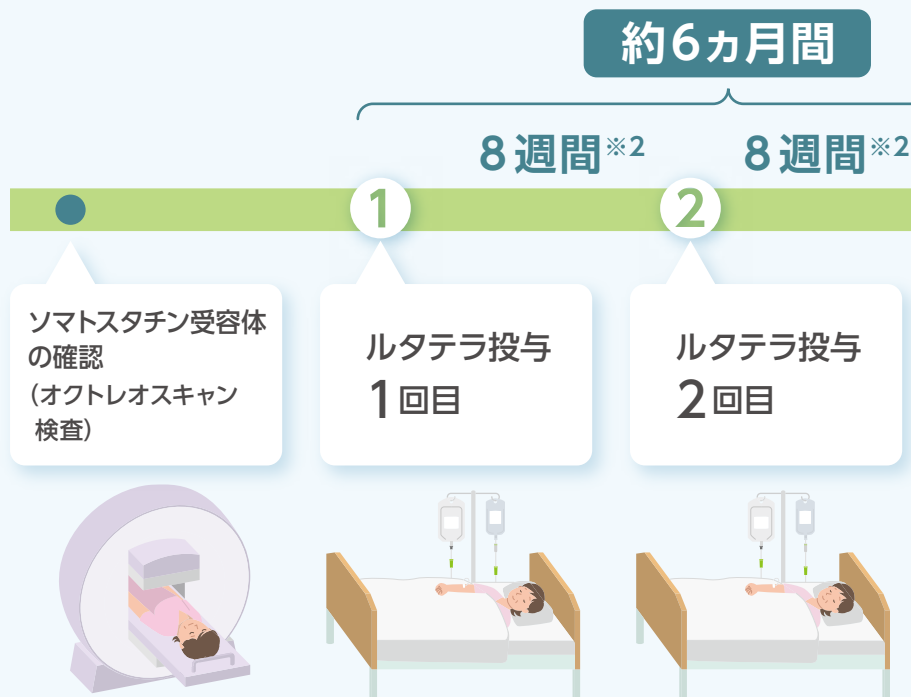 約6ヵ月間
8週間※2
8週間※2
1
2
ソマトスタチン受容体
の確認
（オクトレオスキャン
検査）
ルタテラ投与
1回目
ルタテラ投与
2回目